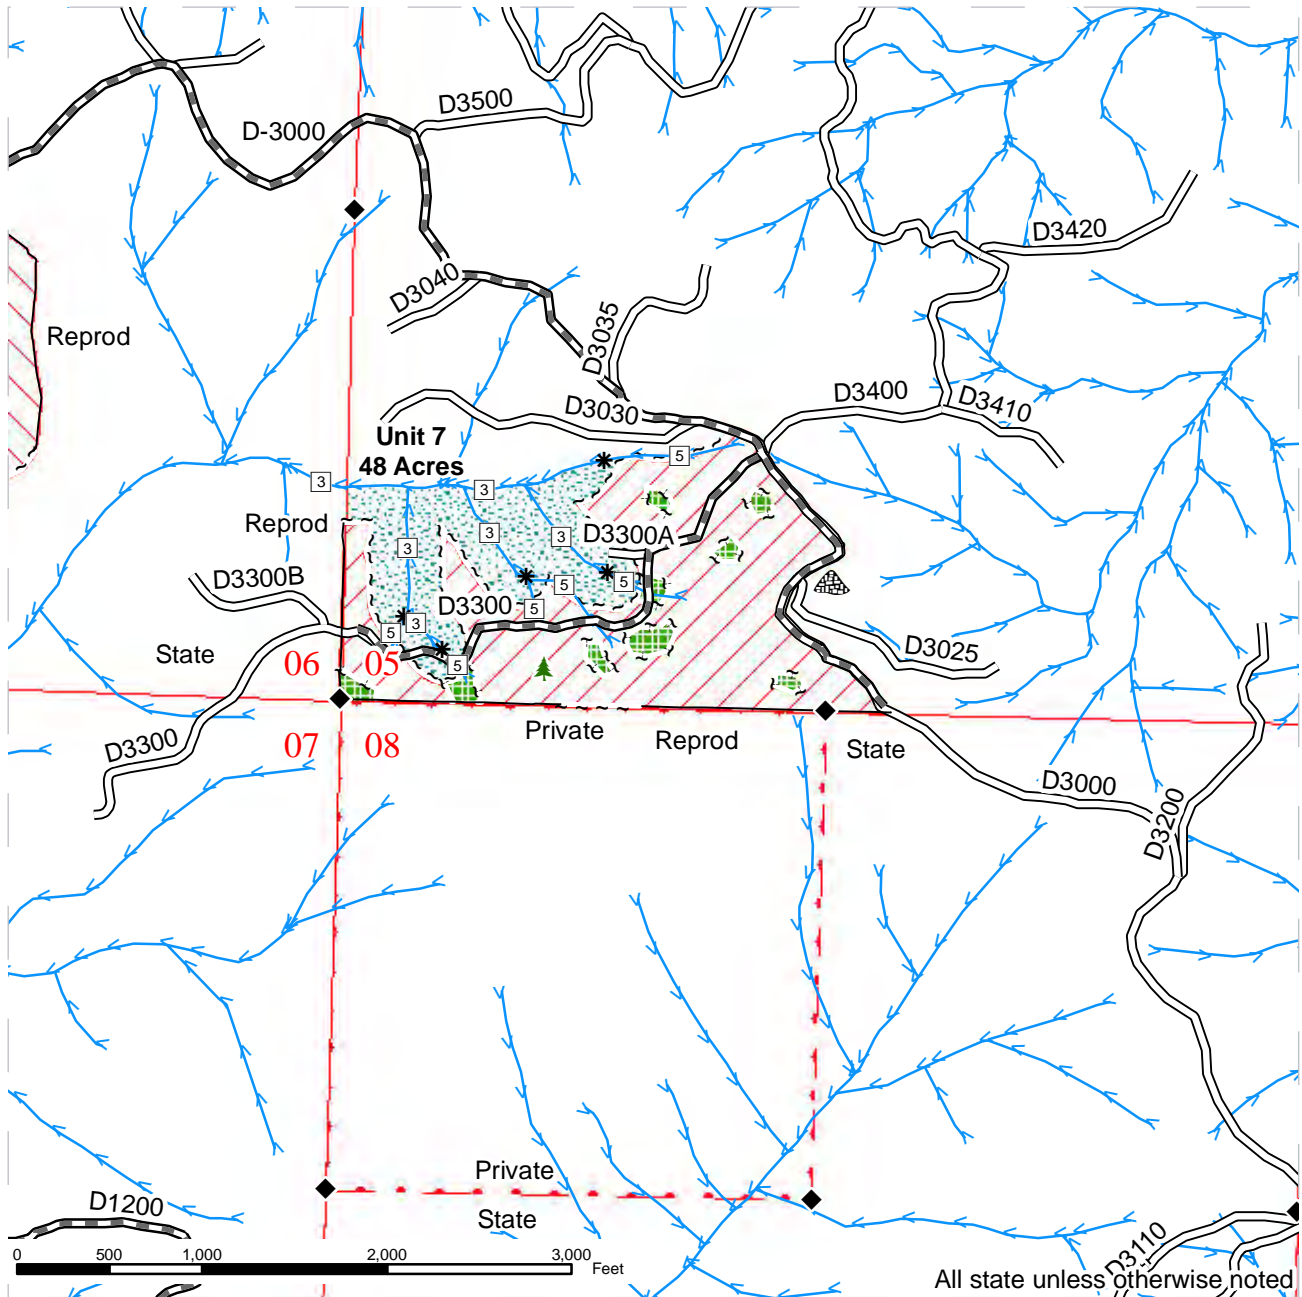 D3500
D-3000
D3420
D3040
D3035
Reprod
D3400
D3410
D3030
Unit 7
48 Acres
5
3
3
Reprod
3
3
3
D3300A
D3300B
5
5
D3300
5
3
5
5
D3025
State
06
05
07
08
Private
Reprod
State
D3300
D3000
D3200
Private
State
D1200
D3110
0
500
1,000
2,000
3,000
Feet
All state unless otherwise noted